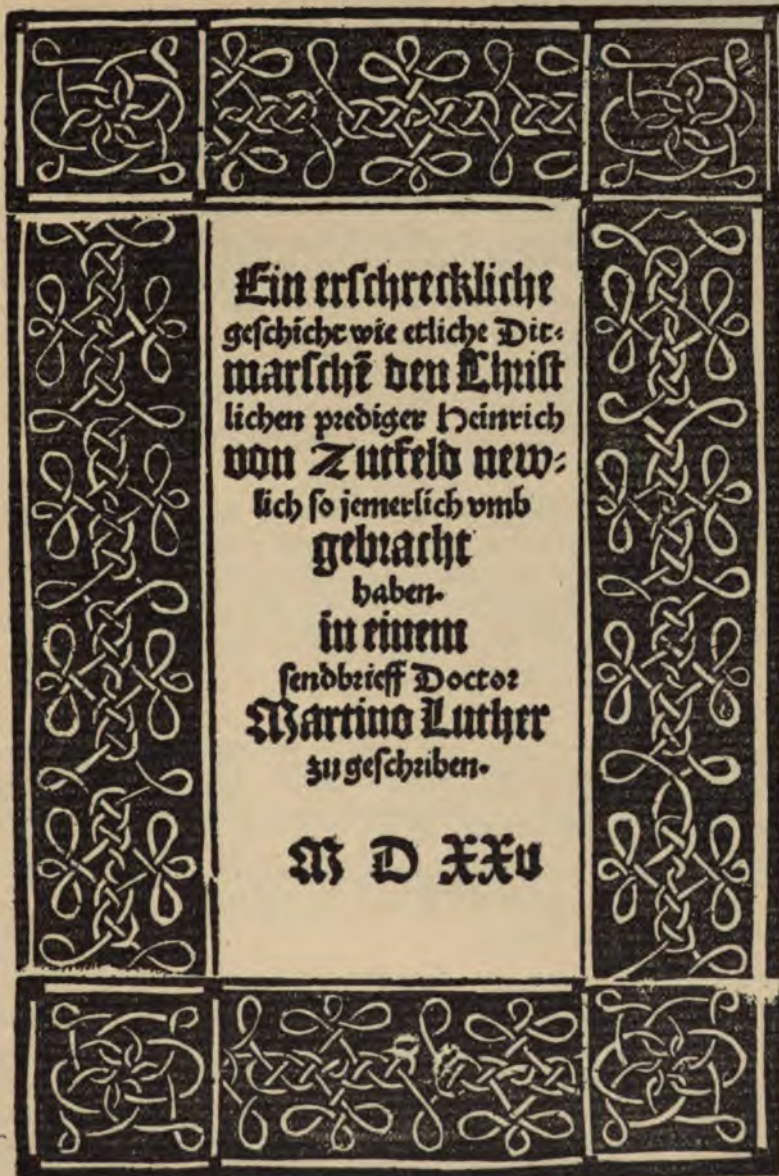 Ein erschreckliche
geschicht wie etliche Dit⸗
marschē den Christ
lichen prediger Heinrich
von Zutfeld new⸗
lich so jemerlich vmb
gebracht
haben.
in einem
sendbrieff Doctor
Martino Luther
zu geschriben.
M D XXv